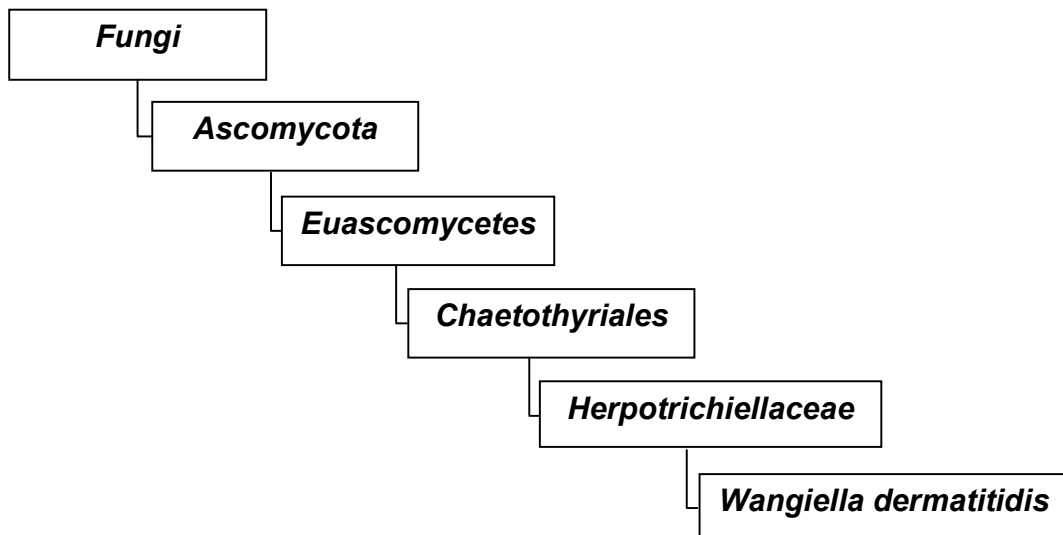 Fungi
Ascomycota
Euascomycetes
Chaetothyriales
Herpotrichiellaceae
Wangiella dermatitidis